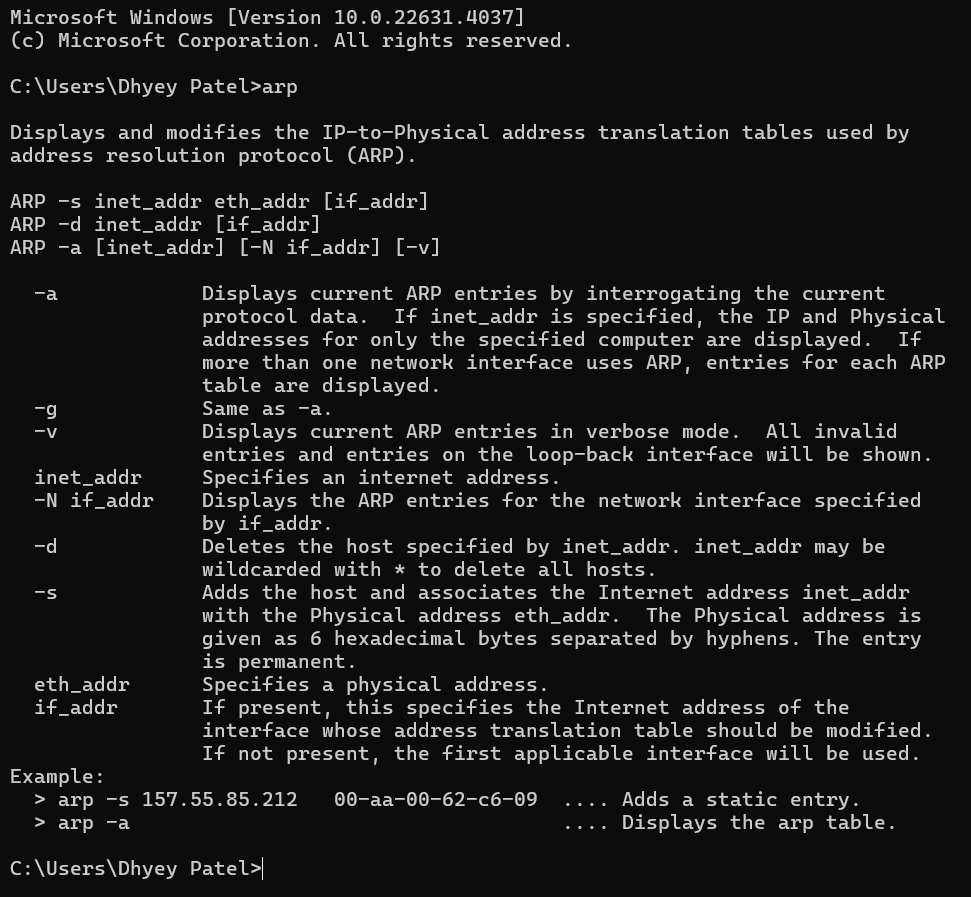 Microsoft Windows [Version 10.0.22631.4037]
(c) Microsoft Corporation. All rights reserved.
C:\Users\Dhyey Patel>arp
Displays and modifies the IP-to-Physical address translation tables used by
address resolution protocol (ARP).
ARP -s inet_addr eth_addr [if_addr]
ARP -d inet_addr [if_addr]
ARP -a [inet_addr] [-N if_addr] [-v]
  -a            Displays current ARP entries by interrogating the current
                protocol data.  If inet_addr is specified, the IP and Physical
                addresses for only the specified computer are displayed.  If
                more than one network interface uses ARP, entries for each ARP
                table are displayed.
  -g            Same as -a.
  -v            Displays current ARP entries in verbose mode.  All invalid
                entries and entries on the loop-back interface will be shown.
  inet_addr     Specifies an internet address.
  -N if_addr    Displays the ARP entries for the network interface specified
                by if_addr.
  -d            Deletes the host specified by inet_addr. inet_addr may be
                wildcarded with * to delete all hosts.
  -s            Adds the host and associates the Internet address inet_addr
                with the Physical address eth_addr.  The Physical address is
                given as 6 hexadecimal bytes separated by hyphens. The entry
                is permanent.
  eth_addr      Specifies a physical address.
  if_addr       If present, this specifies the Internet address of the
                interface whose address translation table should be modified.
                If not present, the first applicable interface will be used.
Example:
  > arp -s 157.55.85.212   00-aa-00-62-c6-09  .... Adds a static entry.
  > arp -a                                    .... Displays the arp table.
C:\Users\Dhyey Patel>